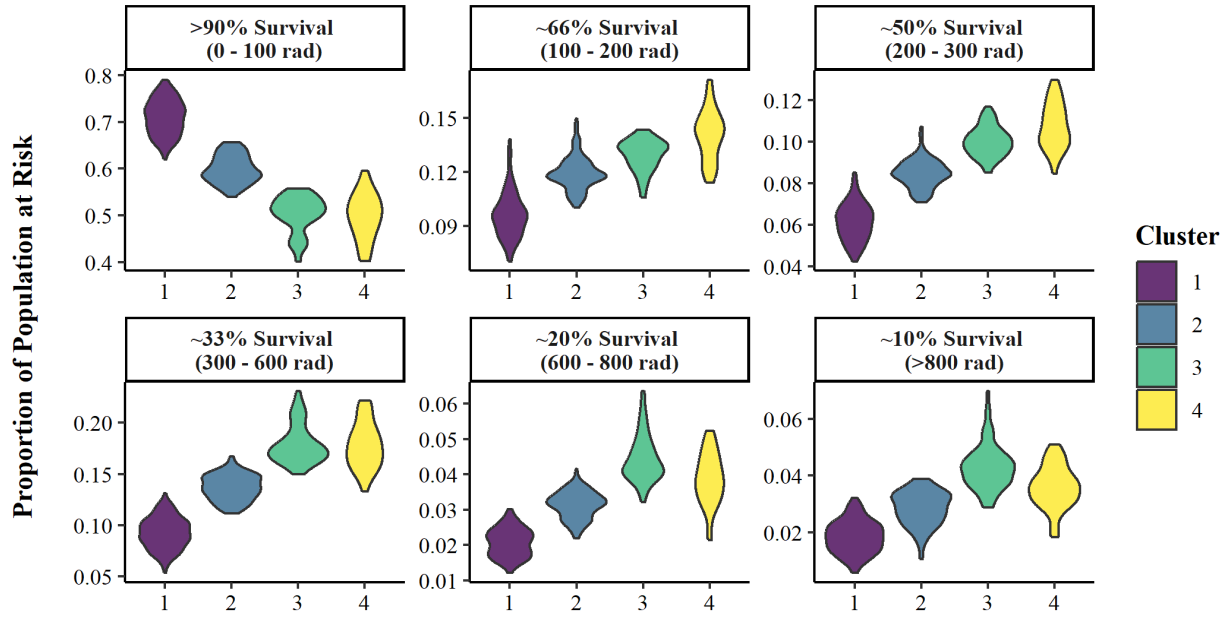 Proportion of Population at Risk
>90% Survival
(0 - 100 rad)
0.8
0.7
0.6
0.5
0.4
1 2 3 4
~66% Survival
(100 - 200 rad)
0.15
0.12
0.09
1 2 3 4
~50% Survival
(200 - 300 rad)
0.12
0.10
0.08
0.06
0.04
1 2 3 4
~33% Survival
(300 - 600 rad)
0.20
0.15
0.10
0.05
1 2 3 4
~20% Survival
(600 - 800 rad)
0.06
0.05
0.04
0.03
0.02
0.01
1 2 3 4
~10% Survival
(>800 rad)
0.06
0.04
0.02
1 2 3 4
Cluster
1
2
3
4